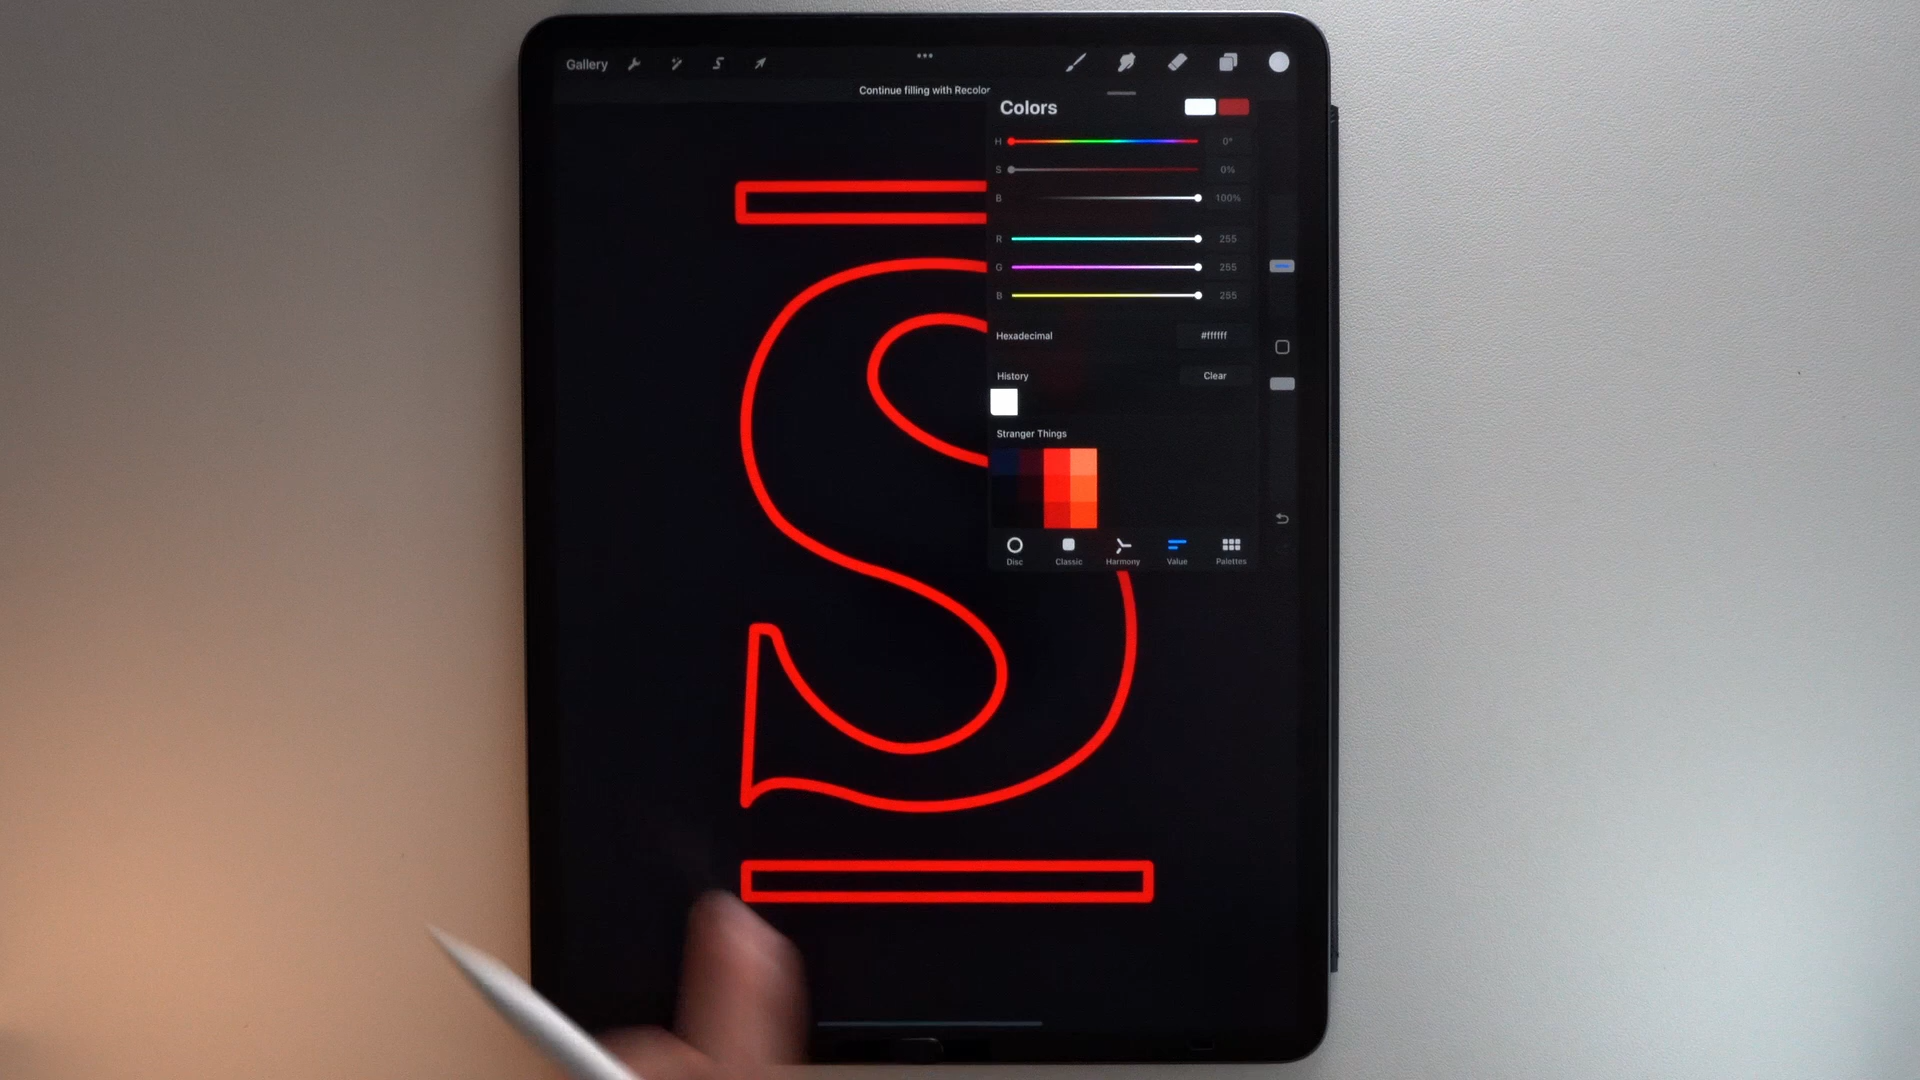 Gallery
Continue filling with Recolor
Colors
H 0°
S 0%
B 100%
R 255
G 255
B 255
Hexadecimal #ffffff
History Clear
Stranger Things
Disc Classic Harmony Value Palettes
S